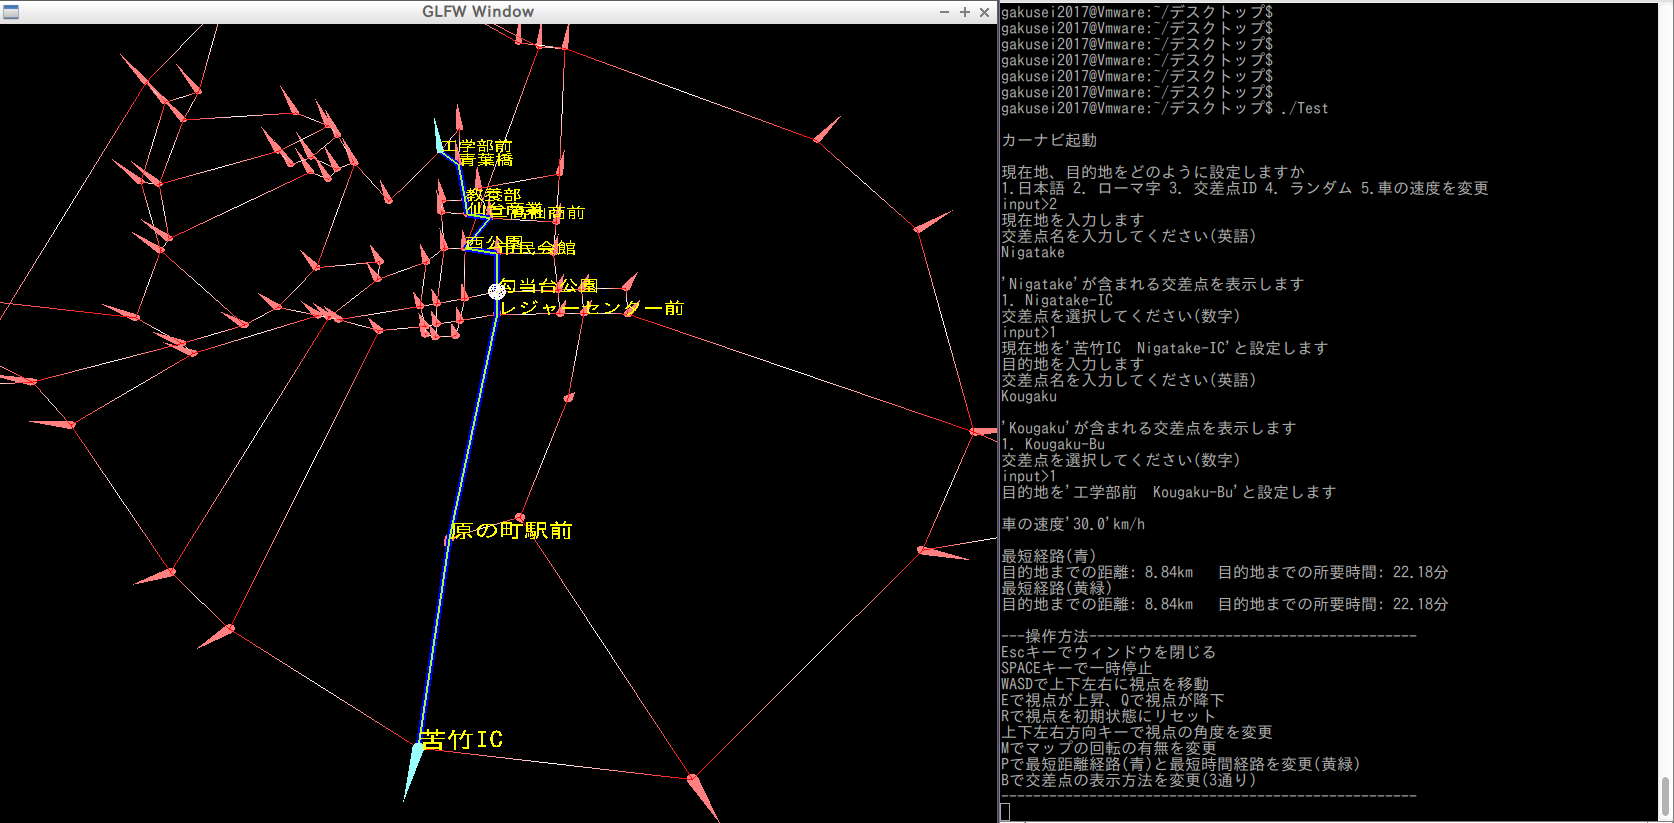 GLFW Window
工学部前
青葉橋
教養部
仙台商業
西公園
市民会館
勾当台公園
レジャーセンター前
原の町駅前
苦竹IC
gakusei2017@Vmware:~/デスクトップ$
gakusei2017@Vmware:~/デスクトップ$
gakusei2017@Vmware:~/デスクトップ$
gakusei2017@Vmware:~/デスクトップ$
gakusei2017@Vmware:~/デスクトップ$
gakusei2017@Vmware:~/デスクトップ$
gakusei2017@Vmware:~/デスクトップ$ ./Test
カーナビ起動
現在地、目的地をどのように設定しますか
1.日本語 2. ローマ字 3. 交差点ID 4. ランダム 5.車の速度を変更
input>2
現在地を入力します
交差点名を入力してください(英語)
Nigatake
'Nigatake'が含まれる交差点を表示します
1. Nigatake-IC
交差点を選択してください(数字)
input>1
現在地を'苦竹IC  Nigatake-IC'と設定します
目的地を入力します
交差点名を入力してください(英語)
Kougaku
'Kougaku'が含まれる交差点を表示します
1. Kougaku-Bu
交差点を選択してください(数字)
input>1
目的地を'工学部前  Kougaku-Bu'と設定します
車の速度'30.0'km/h
最短経路(青)
目的地までの距離: 8.84km   目的地までの所要時間: 22.18分
最短経路(黄緑)
目的地までの距離: 8.84km   目的地までの所要時間: 22.18分
---操作方法-----------------------------------------
Escキーでウィンドウを閉じる
SPACEキーで一時停止
WASDで上下左右に視点を移動
Eで視点が上昇、Qで視点が降下
Rで視点を初期状態にリセット
上下左右方向キーで視点の角度を変更
Mでマップの回転の有無を変更
Pで最短距離経路(青)と最短時間経路を変更(黄緑)
Bで交差点の表示方法を変更(3通り)
----------------------------------------------------